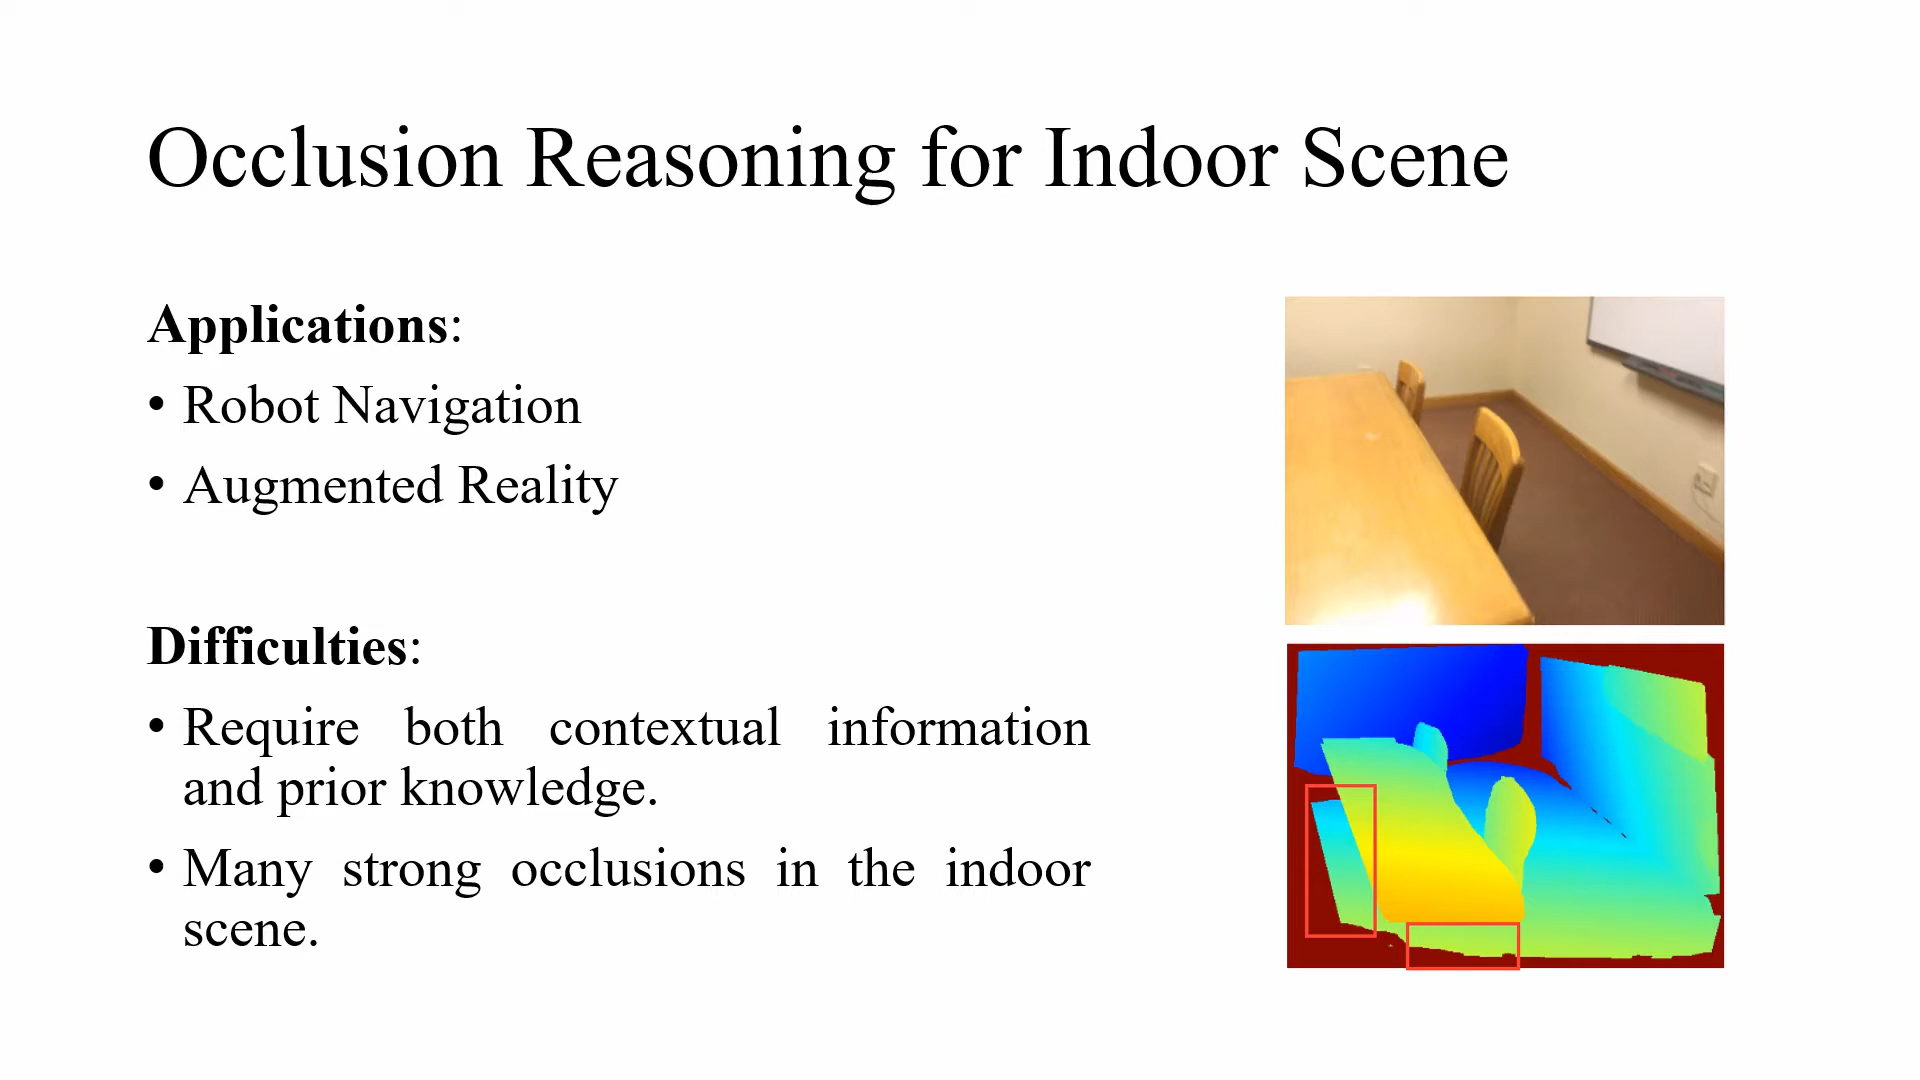 Occlusion Reasoning for Indoor Scene
Applications:
• Robot Navigation
• Augmented Reality
Difficulties:
• Require both contextual information
and prior knowledge.
• Many strong occlusions in the indoor
scene.